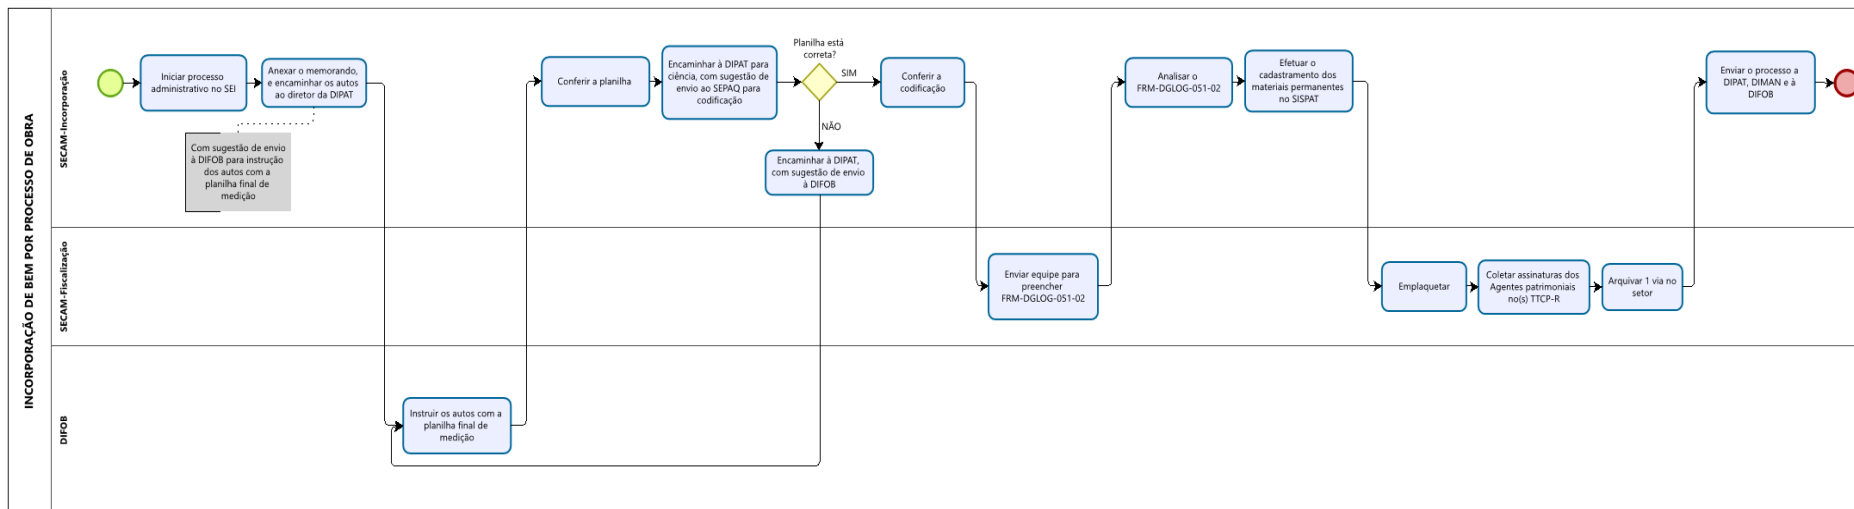 INCORPORAÇÃO DE BEM POR PROCESSO DE OBRA
SECAM-Incorporação
Iniciar processo
administrativo no SEI
Anexar o memorando,
e encaminhar os autos
ao diretor da DIPAT
Com sugestão de envio
à DIFOB para instrução
dos autos com a
planilha final de
medição
Conferir a planilha
Encaminhar à DIPAT para
ciência, com sugestão de
envio ao SEPAQ para
codificação
Planilha está
correta?
SIM
NÃO
Encaminhar à DIPAT,
com sugestão de envio
à DIFOB
Conferir a
codificação
Analisar o
FRM-DGLOG-051-02
Efetuar o
cadastramento dos
materiais permanentes
no SISPAT
Enviar o processo a
DIPAT, DIMAN e à
DIFOB
SECAM-Fiscalização
Enviar equipe para
preencher
FRM-DGLOG-051-02
Emplaquetar
Coletar assinaturas dos
Agentes patrimoniais
no(s) TTCP-R
Arquivar 1 via no
setor
DIFOB
Instruir os autos com a
planilha final de
medição